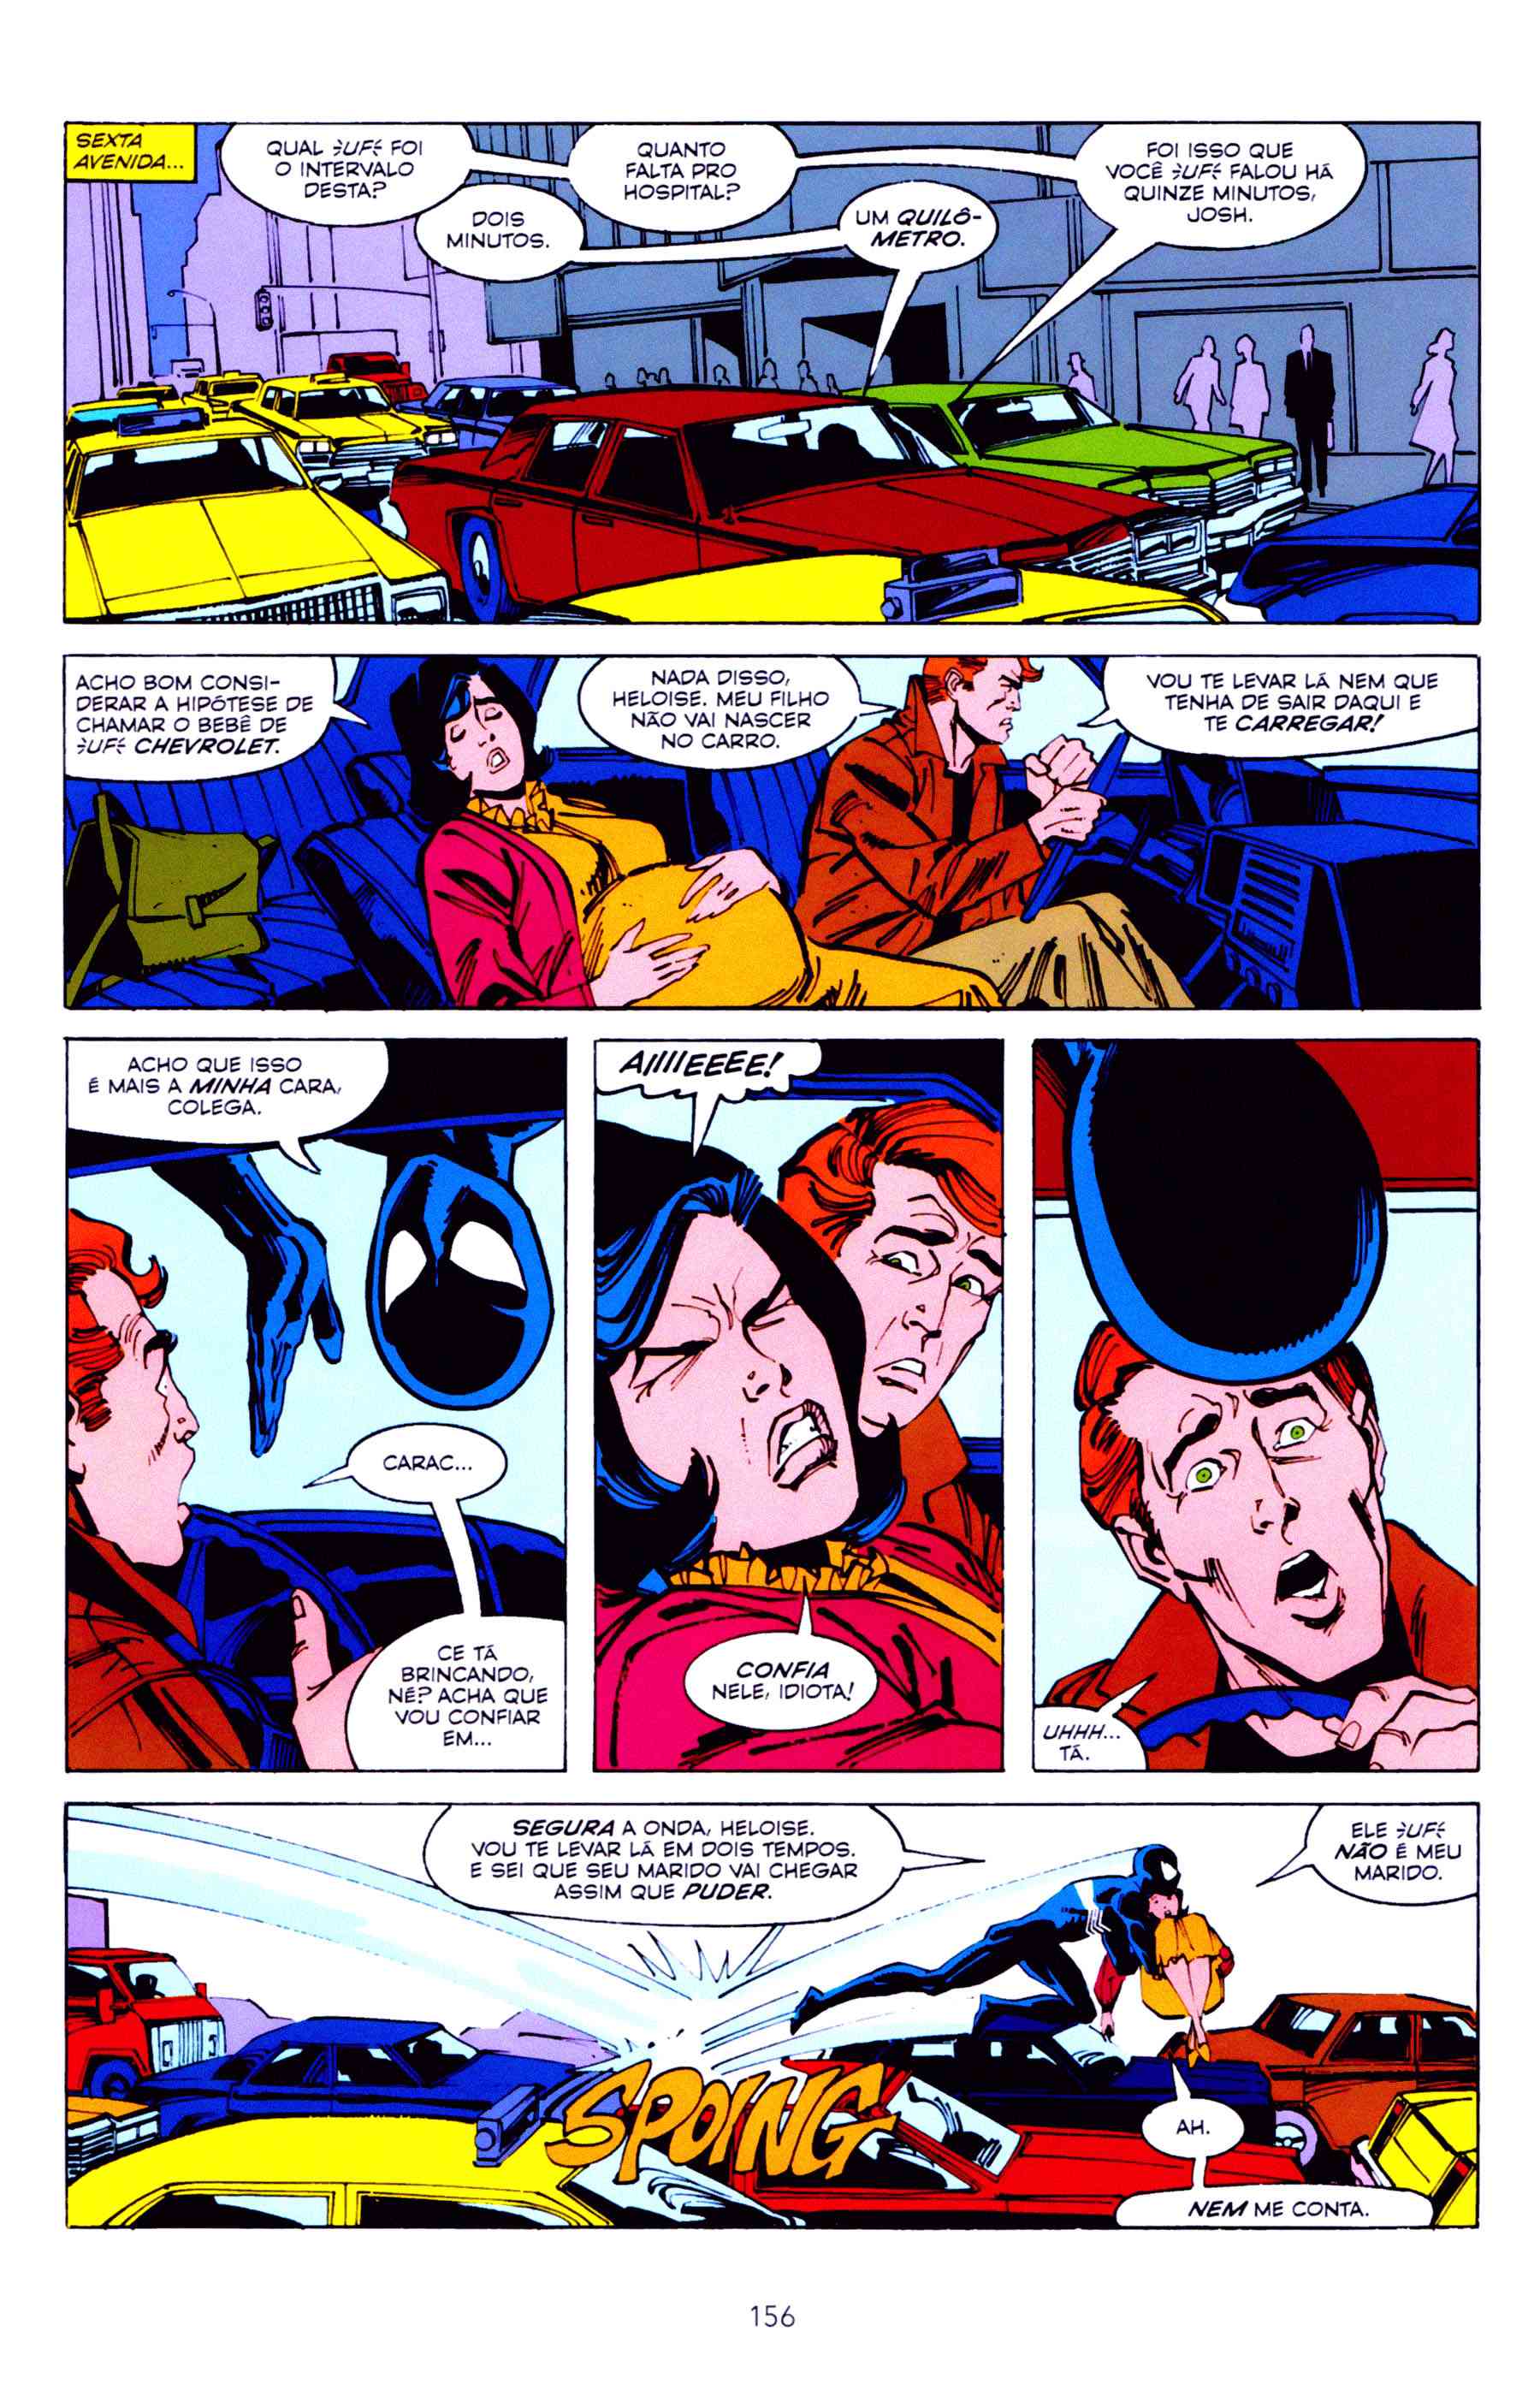 SEXTA
AVENIDA...
QUAL ›UF‹ FOI
O INTERVALO
DESTA?
DOIS
MINUTOS.
QUANTO
FALTA PRO
HOSPITAL?
UM QUILÔ-
METRO.
FOI ISSO QUE
VOCÊ ›UF‹ FALOU HÁ
QUINZE MINUTOS,
JOSH.
ACHO BOM CONSI-
DERAR A HIPÓTESE DE
CHAMAR O BEBÊ DE
›UF‹ CHEVROLET.
NADA DISSO,
HELOISE. MEU FILHO
NÃO VAI NASCER
NO CARRO.
VOU TE LEVAR LÁ NEM QUE
TENHA DE SAIR DAQUI E
TE CARREGAR!
ACHO QUE ISSO
É MAIS A MINHA CARA,
COLEGA.
CARAC...
CE TÁ
BRINCANDO,
NÉ? ACHA QUE
VOU CONFIAR
EM...
AIIIIEEEE!
CONFIA
NELE, IDIOTA!
UHHH...
TÁ.
SEGURA A ONDA, HELOISE.
VOU TE LEVAR LÁ EM DOIS TEMPOS.
E SEI QUE SEU MARIDO VAI CHEGAR
ASSIM QUE PUDER.
ELE ›UF‹
NÃO É MEU
MARIDO.
SPOING
AH.
NEM ME CONTA.
156